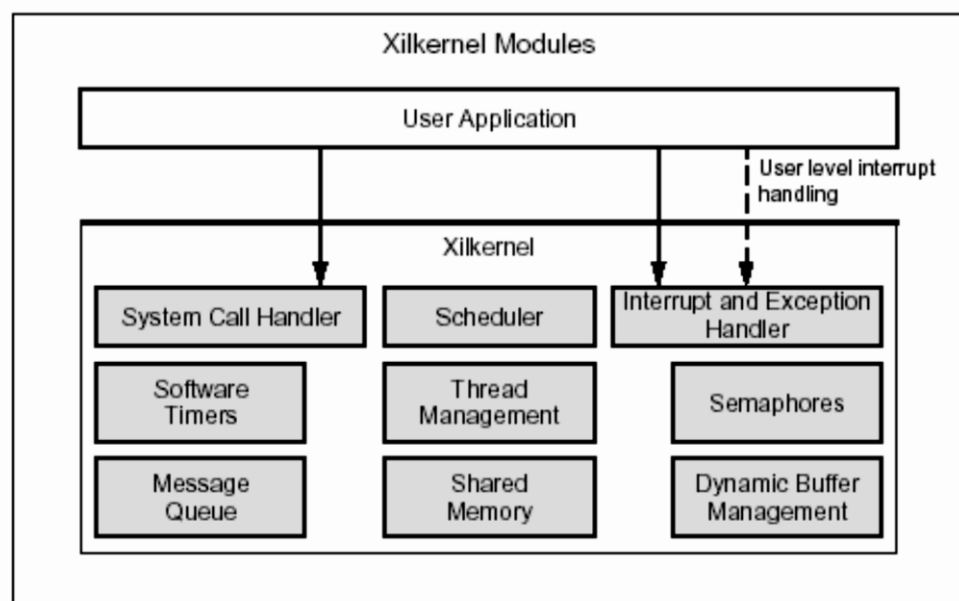 Xilkernel Modules
User Application
User level interrupt
handling
Xilkernel
System Call Handler
Scheduler
Interrupt and Exception
Handler
Software
Timers
Thread
Management
Semaphores
Message
Queue
Shared
Memory
Dynamic Buffer
Management